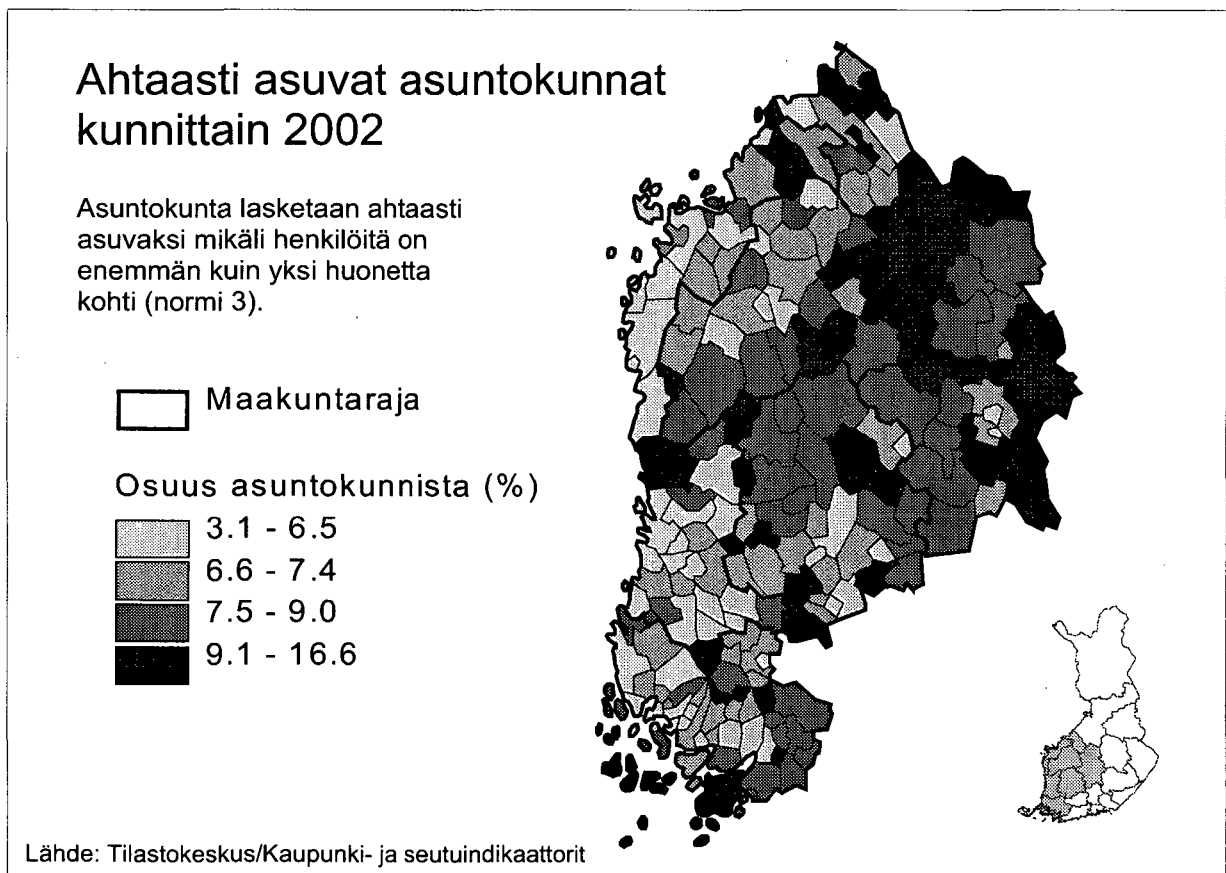 Ahtaasti asuvat asuntokunnat
kunnittain 2002
Asuntokunta lasketaan ahtaasti
asuvaksi mikäli henkilöitä on
enemmän kuin yksi huonetta
kohti (normi 3).
Maakuntaraja
Osuus asuntokunnista (%)
3.1 - 6.5
6.6 - 7.4
7.5 - 9.0
9.1 - 16.6
Lähde: Tilastokeskus/Kaupunki- ja seutuindikaattorit